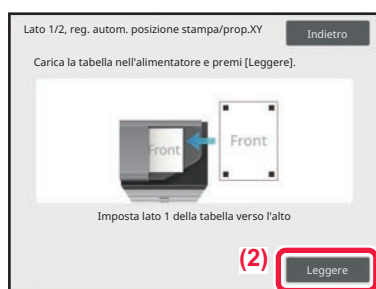 Lato 1/2, reg. autom. posizione stampa/prop.XY
Indietro
Carica la tabella nell'alimentatore e premi [Leggere].
Front
Front
Imposta lato 1 della tabella verso l'alto
(2)
Leggere